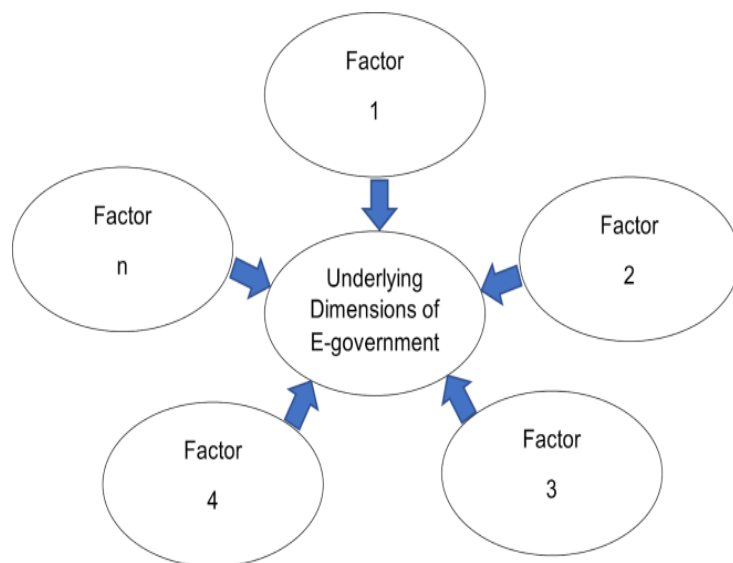 Factor
1
Factor
n
Factor
2
Underlying
Dimensions of
E-government
Factor
4
Factor
3